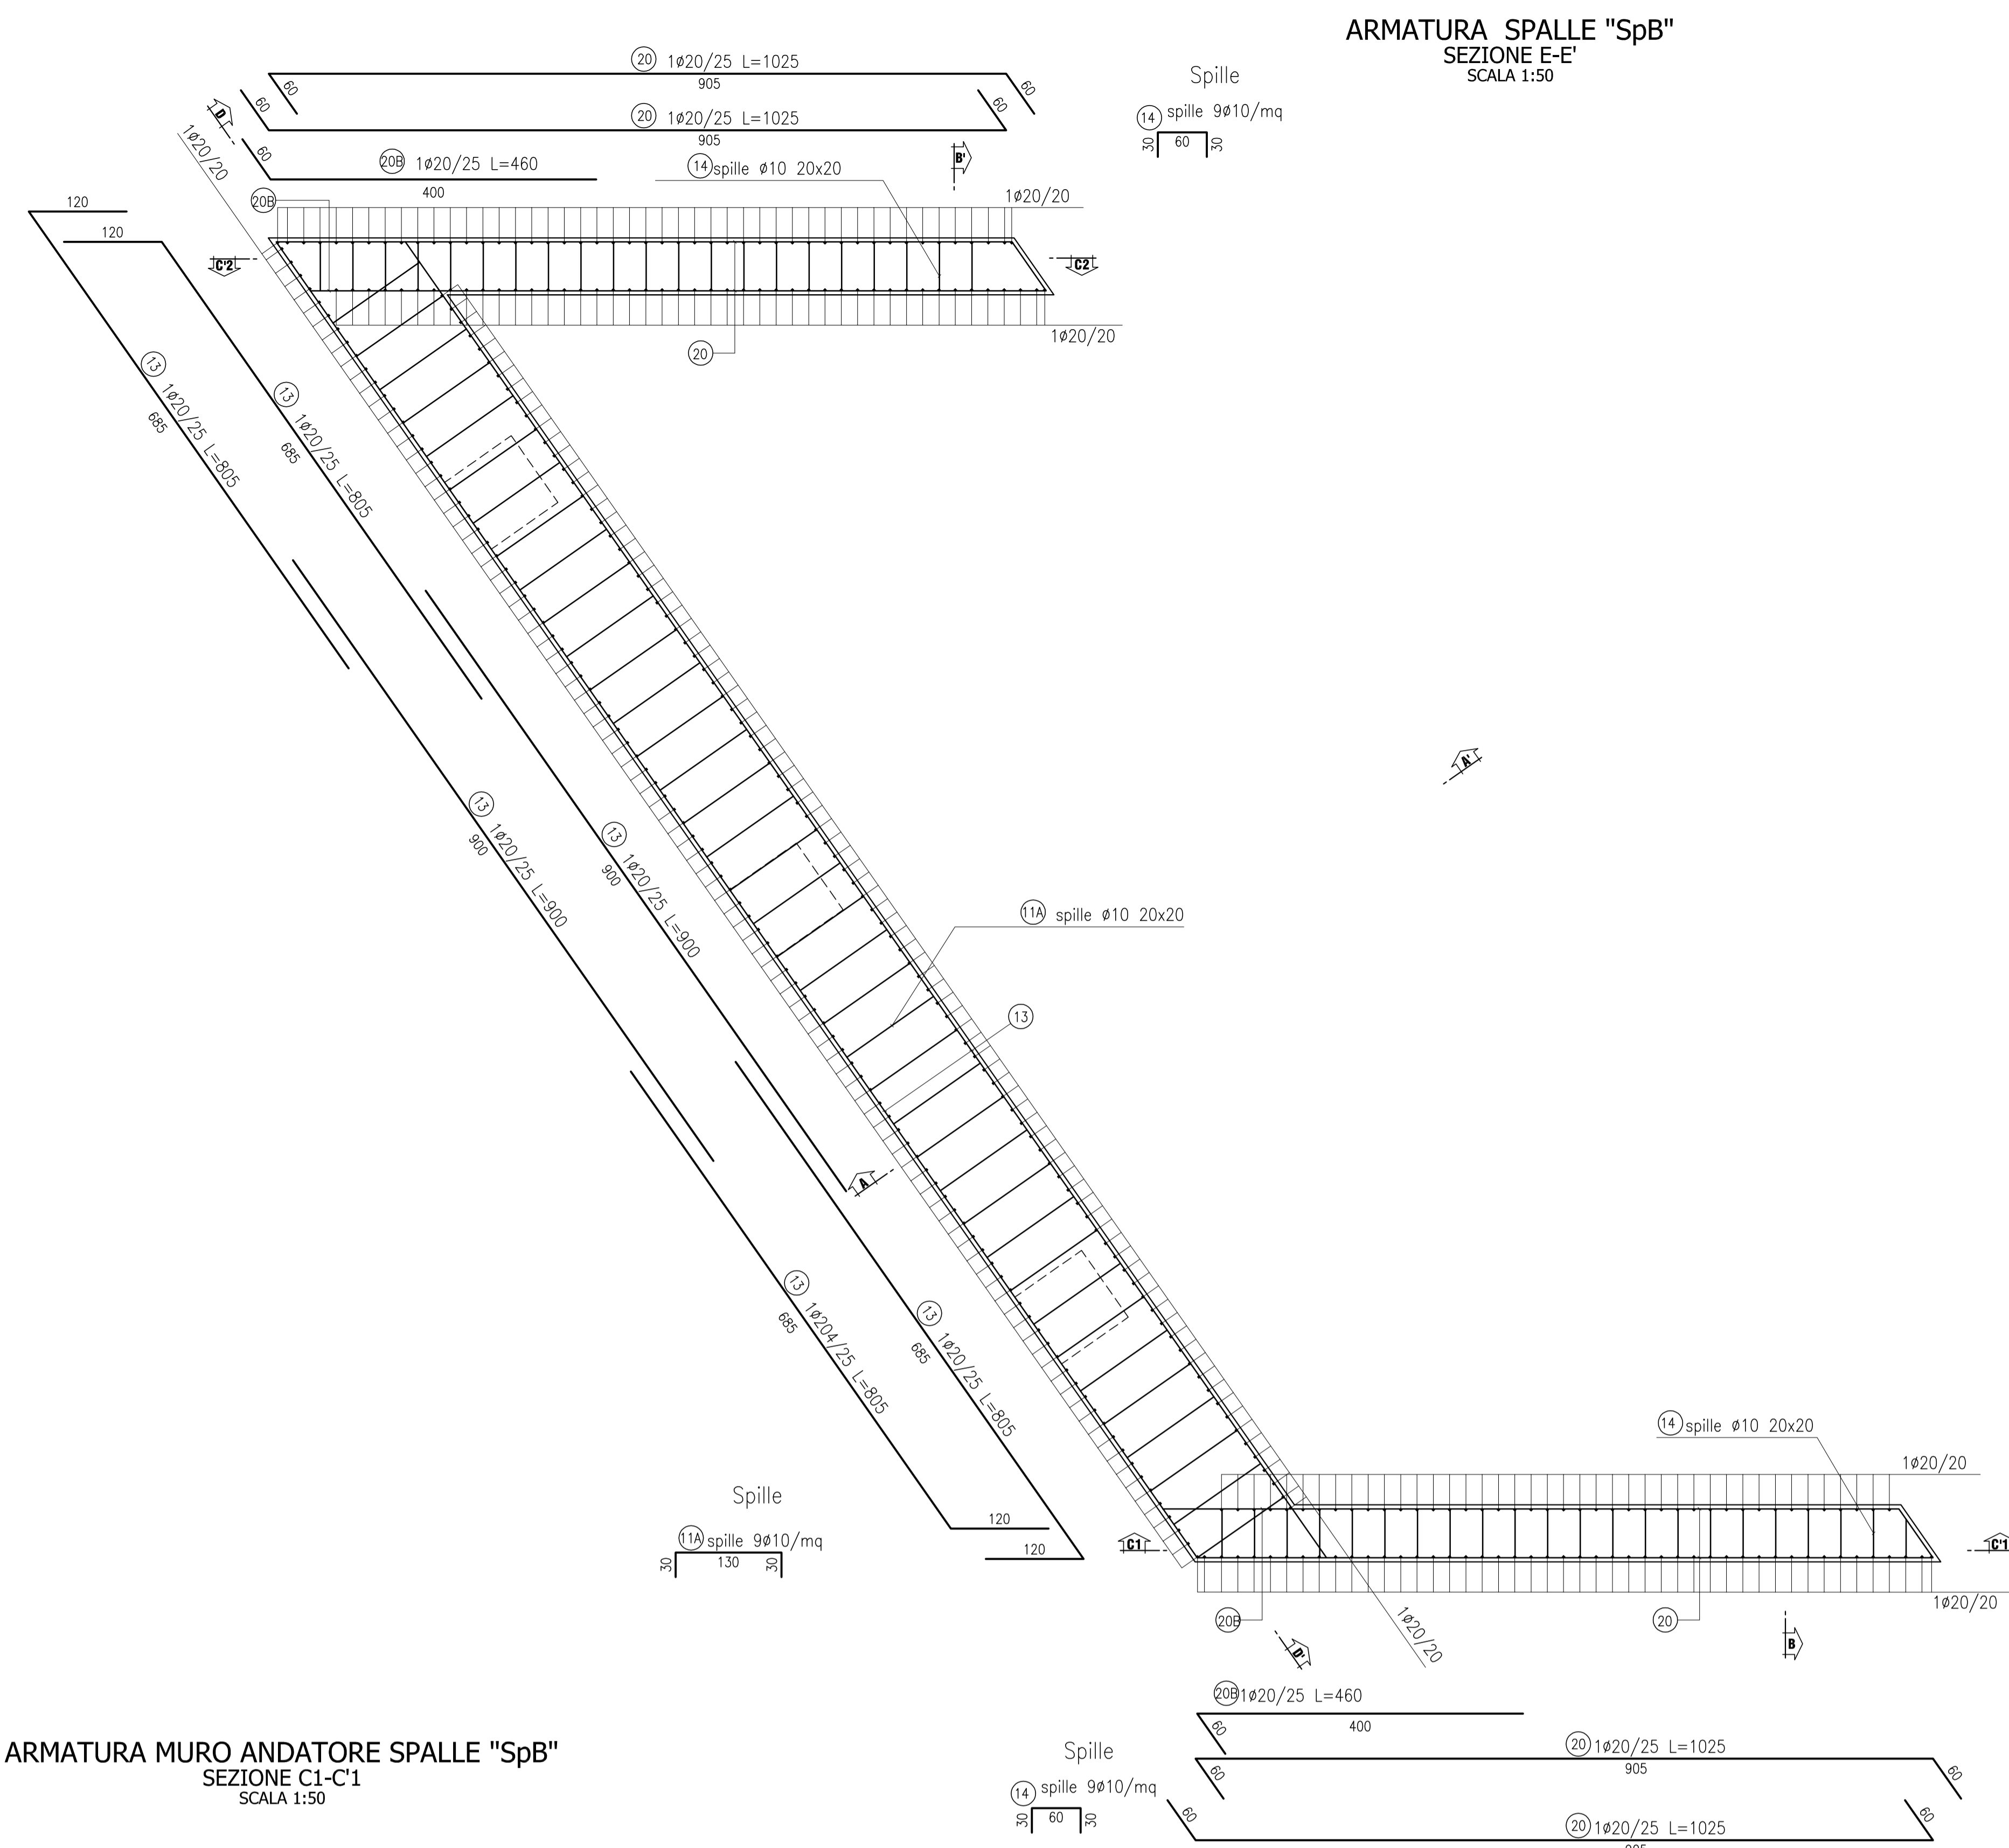 ARMATURA SPALLE "SpB"
SEZIONE E-E'
SCALA 1:50
20 1ø20/25 L=1025
905
60
60
20 1ø20/25 L=1025
905
60
60
20B 1ø20/25 L=460
400
60
Spille
14 spille 9ø10/mq
30
60
30
D
B'
1ø20/20
14 spille ø10 20x20
1ø20/20
20B
C'2
C2
1ø20/20
20
120
120
13 1ø20/25 L=805
685
13 1ø20/25 L=805
685
A'
13 1ø20/25 L=900
900
13 1ø20/25 L=900
900
11A spille ø10 20x20
13
A
13 1ø204/25 L=805
685
13 1ø20/25 L=805
685
120
120
14 spille ø10 20x20
1ø20/20
Spille
11A spille 9ø10/mq
30
130
30
C1
C'1
1ø20/20
20B
20
D'
B
1ø20/20
20B 1ø20/25 L=460
400
60
20 1ø20/25 L=1025
905
60
60
20 1ø20/25 L=1025
60
60
Spille
14 spille 9ø10/mq
30
60
30
ARMATURA MURO ANDATORE SPALLE "SpB"
SEZIONE C1-C'1
SCALA 1:50